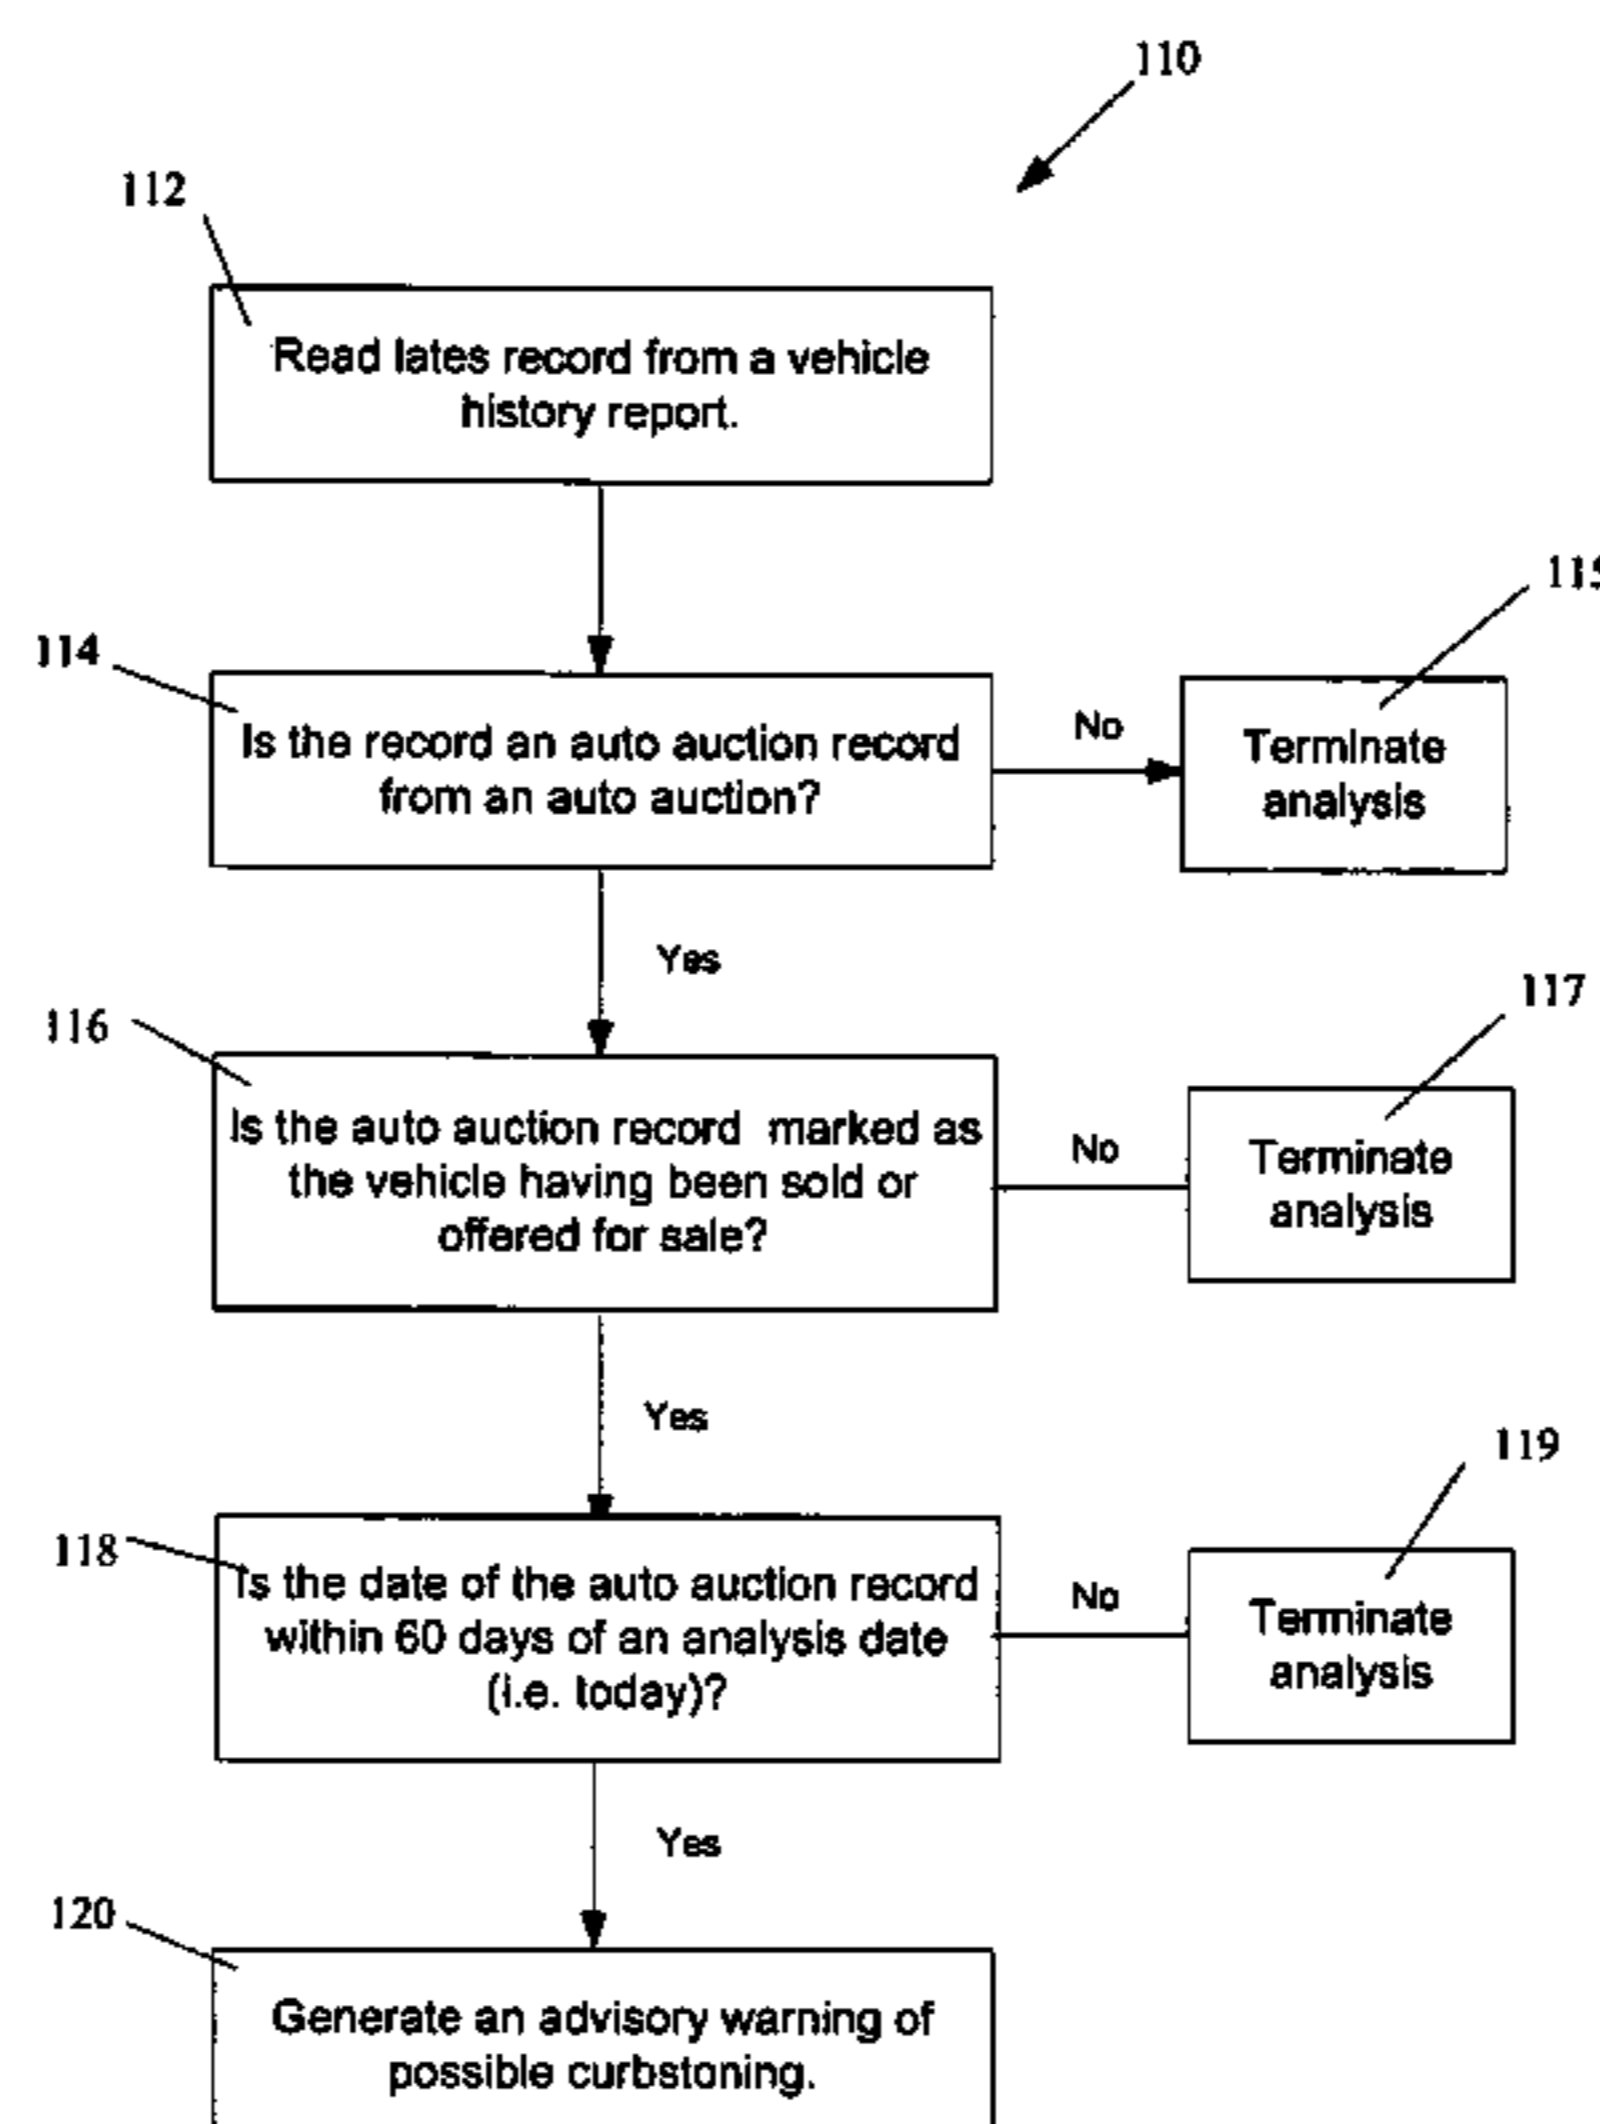 110
112
Read lates record from a vehicle
history report.
115
114
Is the record an auto auction record
from an auto auction?
No
Terminate
analysis
Yes
117
116
Is the auto auction record marked as
the vehicle having been sold or
offered for sale?
No
Terminate
analysis
Yes
119
118
Is the date of the auto auction record
within 60 days of an analysis date
(i.e. today)?
No
Terminate
analysis
Yes
120
Generate an advisory warning of
possible curbstoning.